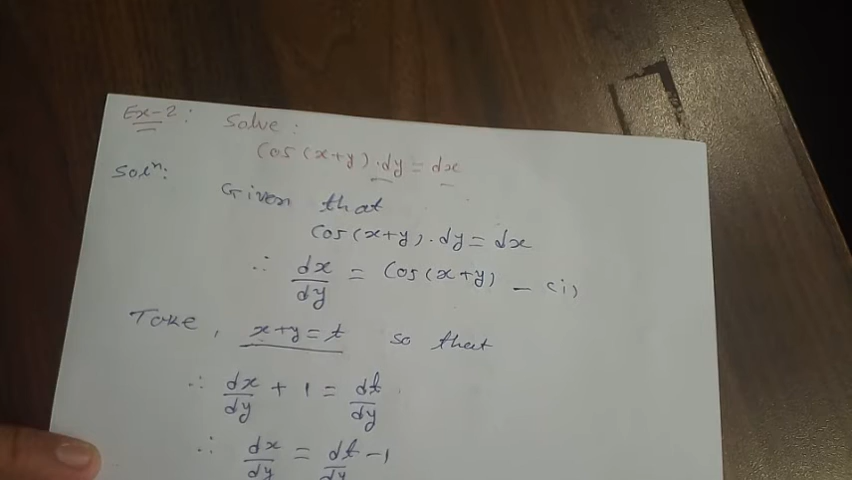 Ex-2: Solve:
Cos(x+y).dy = dx
Solⁿ:
Given that
Cos(x+y).dy = dx
∴ dx/dy = Cos(x+y) — (i)
Take, x+y=t so that
∴ dx/dy + 1 = dt/dy
∴ dx/dy = dt/dy - 1